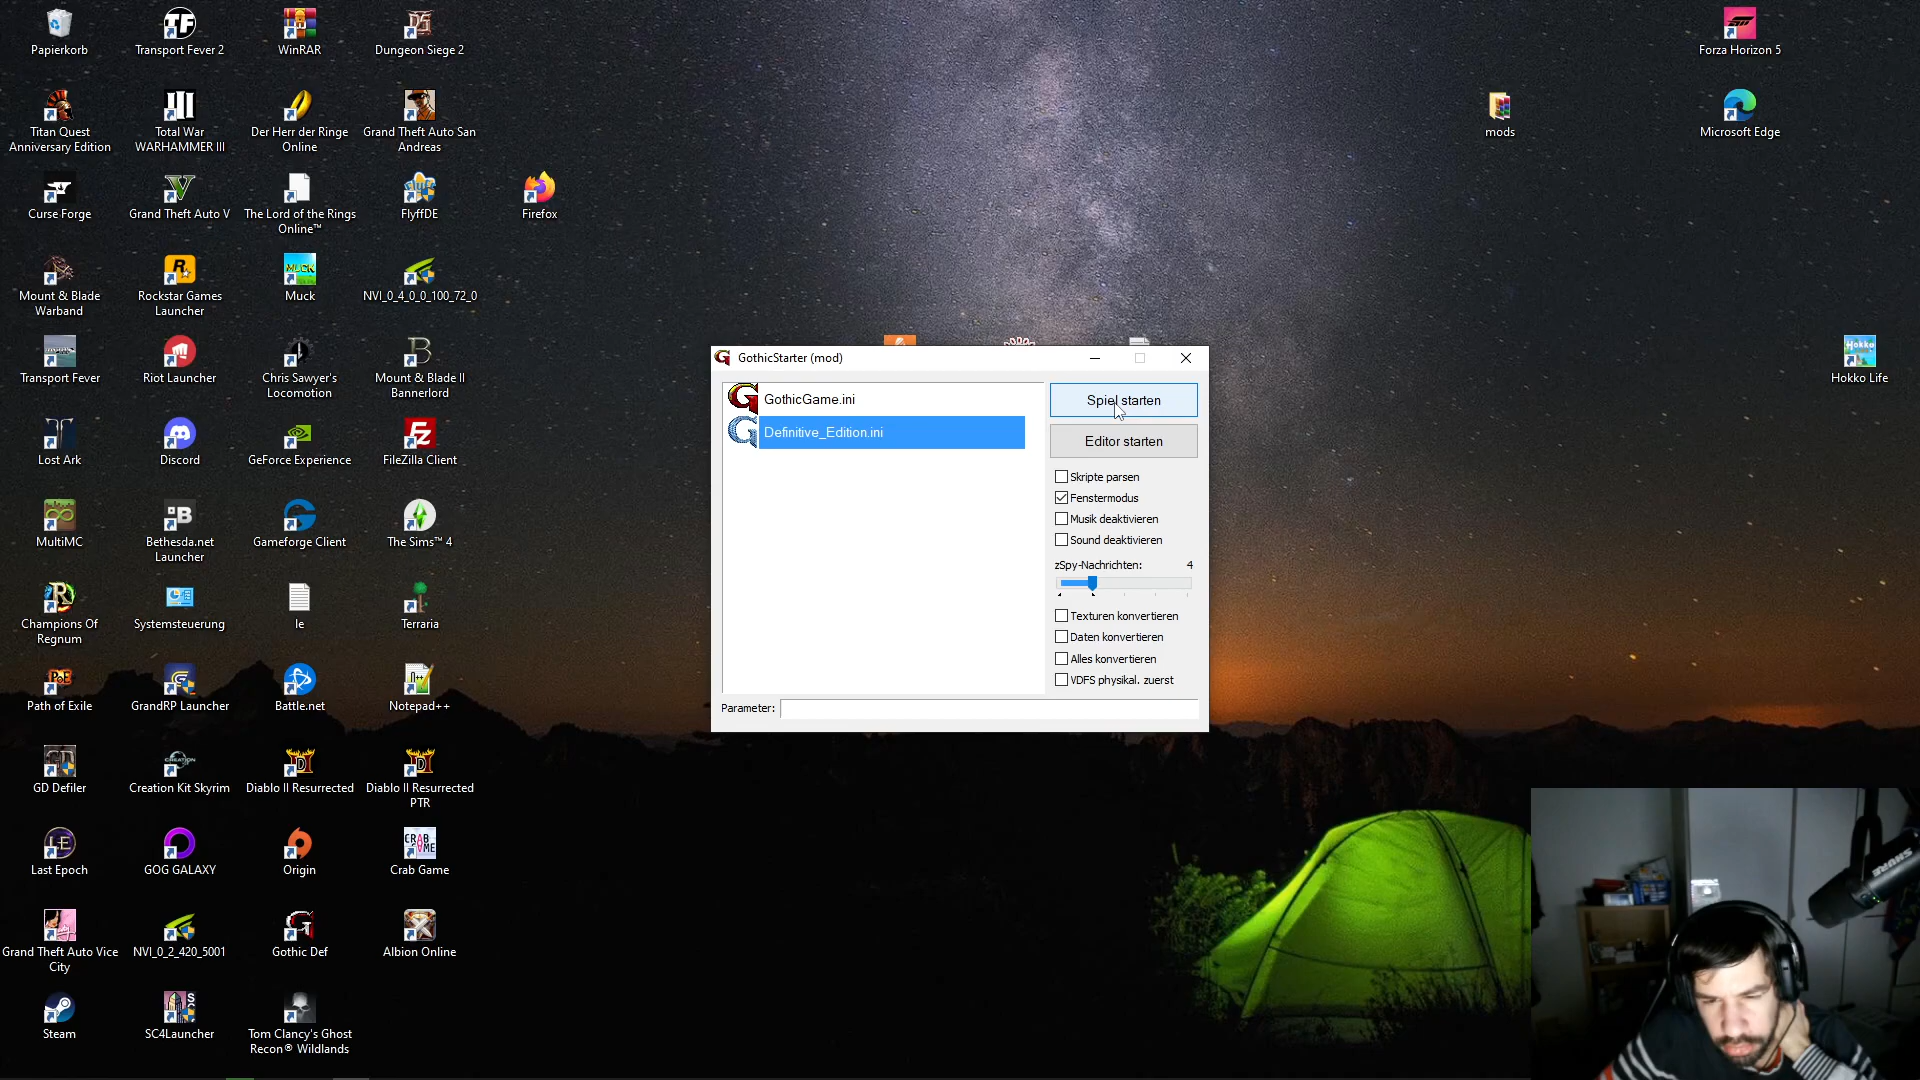 Papierkorb
Transport Fever 2
WinRAR
Dungeon Siege 2
Forza Horizon 5
Titan Quest
Anniversary Edition
Total War
WARHAMMER III
Der Herr der Ringe
Online
Grand Theft Auto San
Andreas
mods
Microsoft Edge
Curse Forge
Grand Theft Auto V
The Lord of the Rings
Online™
FlyffDE
Firefox
Mount & Blade
Warband
Rockstar Games
Launcher
MUCK
Muck
NVI_0_4_0_0_100_72_0
Transport Fever
Riot Launcher
Chris Sawyer's
Locomotion
Mount & Blade II
Bannerlord
Hokko
Life
Hokko Life
Lost Ark
Discord
GeForce Experience
FileZilla Client
MultiMC
Bethesda.net
Launcher
Gameforge Client
The Sims™ 4
Champions Of
Regnum
Systemsteuerung
le
Terraria
Path of Exile
GrandRP Launcher
Battle.net
Notepad++
GD Defiler
Creation Kit Skyrim
Diablo II Resurrected
Diablo II Resurrected
PTR
Last Epoch
GOG GALAXY
Origin
CRAB
GAME
Crab Game
Grand Theft Auto Vice
City
NVI_0_2_420_5001
Gothic Def
Albion Online
Steam
SC4Launcher
Tom Clancy's Ghost
Recon® Wildlands
GothicStarter (mod)
GothicGame.ini
Definitive_Edition.ini
Spiel starten
Editor starten
Skripte parsen
Fenstermodus
Musik deaktivieren
Sound deaktivieren
zSpy-Nachrichten: 4
Texturen konvertieren
Daten konvertieren
Alles konvertieren
VDFS physikal. zuerst
Parameter: